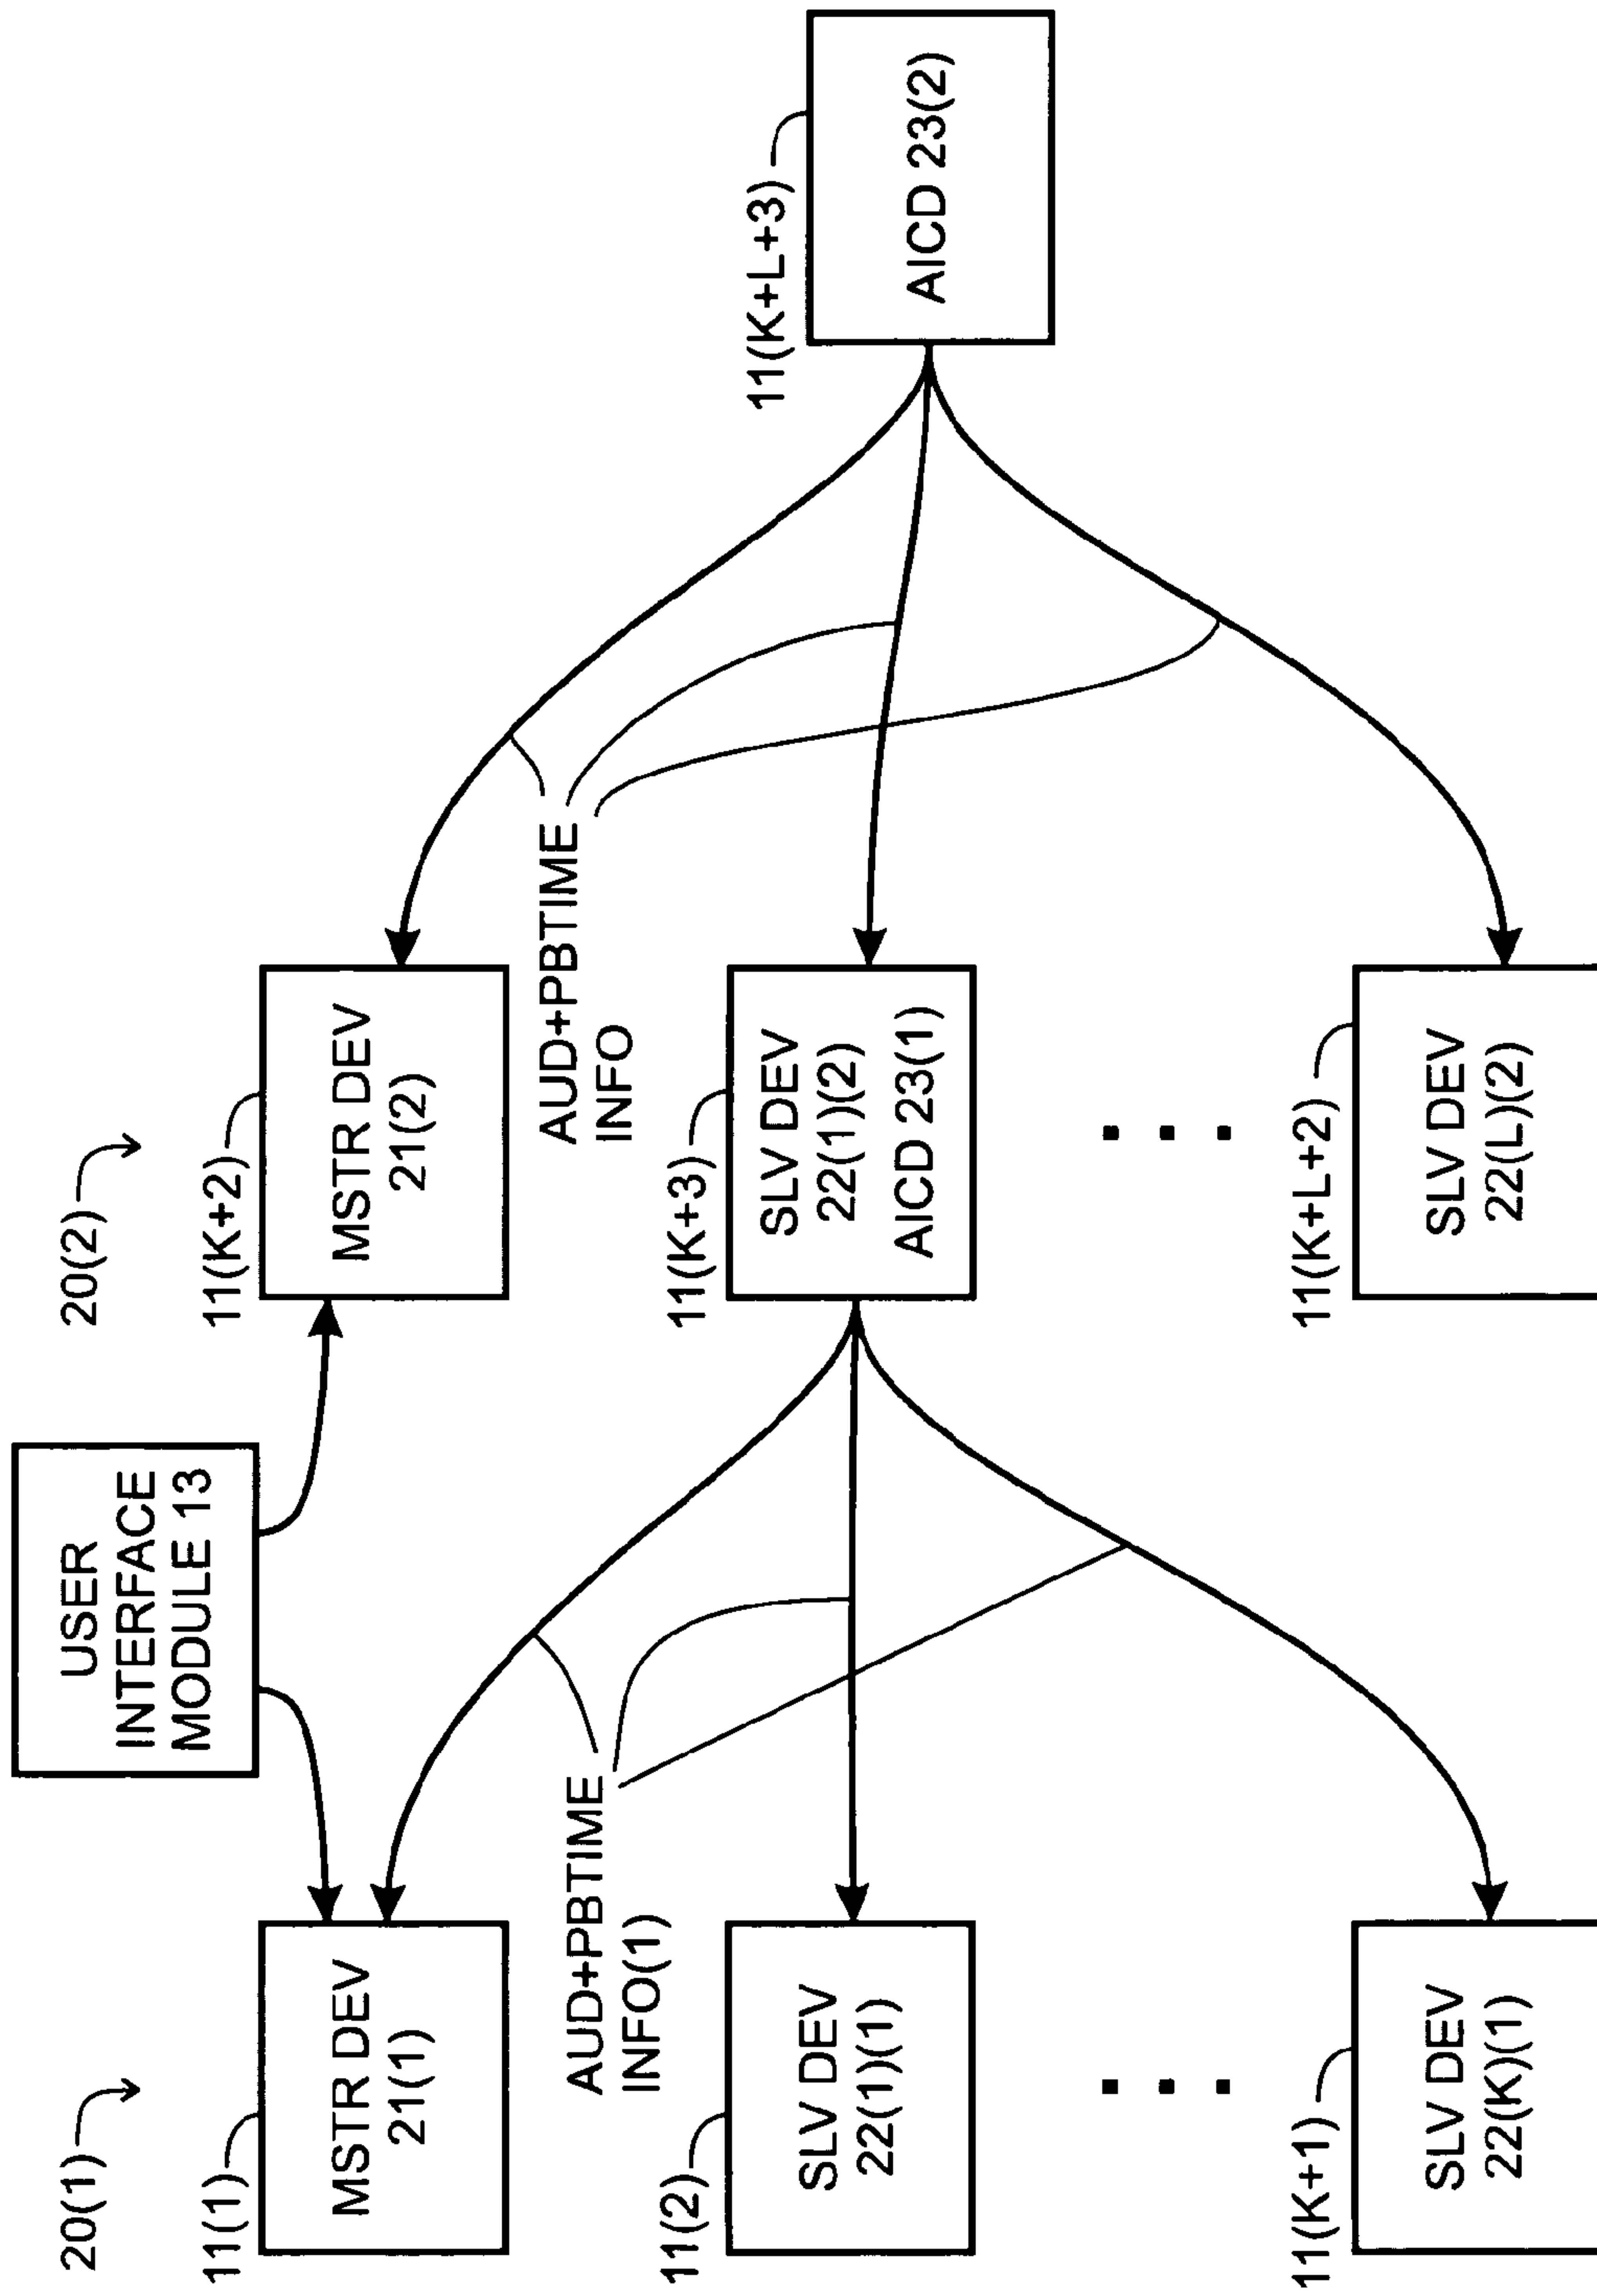 20(1)
11(1)
MSTR DEV
21(1)
USER
INTERFACE
MODULE 13
20(2)
11(K+2)
MSTR DEV
21(2)
AUD+PBTIME
INFO(1)
AUD+PBTIME
INFO
11(2)
SLV DEV
22(1)(1)
11(K+3)
SLV DEV
22(1)(2)
AICD 23(1)
11(K+L+3)
AICD 23(2)
11(K+1)
SLV DEV
22(K)(1)
11(K+L+2)
SLV DEV
22(L)(2)